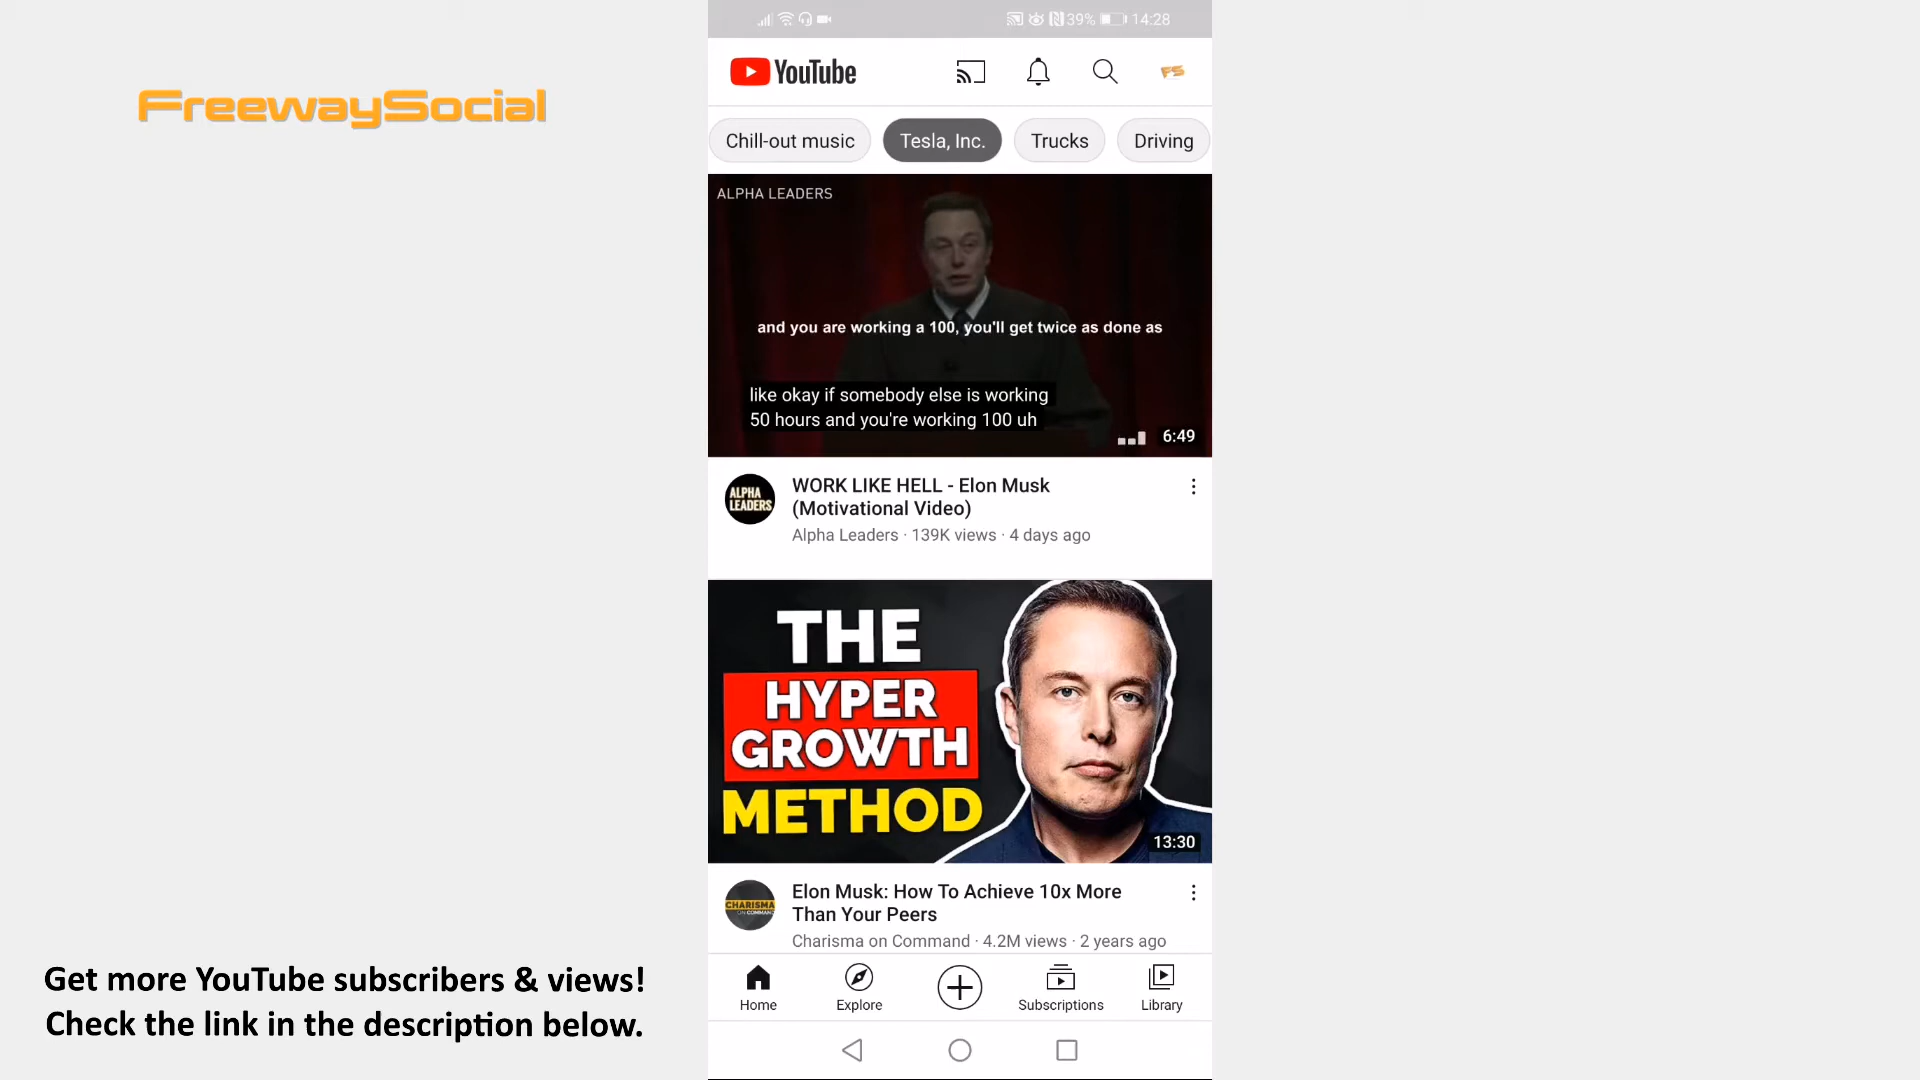 FreewaySocial
39% 14:28
YouTube
FS
Chill-out music Tesla, Inc. Trucks Driving
ALPHA LEADERS
and you are working a 100, you'll get twice as done as
like okay if somebody else is working
50 hours and you're working 100 uh
6:49
ALPHA
LEADERS
WORK LIKE HELL - Elon Musk
(Motivational Video)
Alpha Leaders · 139K views · 4 days ago
THE
HYPER
GROWTH
METHOD
13:30
CHARISMA
ON COMMAND
Elon Musk: How To Achieve 10x More
Than Your Peers
Charisma on Command · 4.2M views · 2 years ago
Home Explore Subscriptions Library
Get more YouTube subscribers & views!
Check the link in the description below.